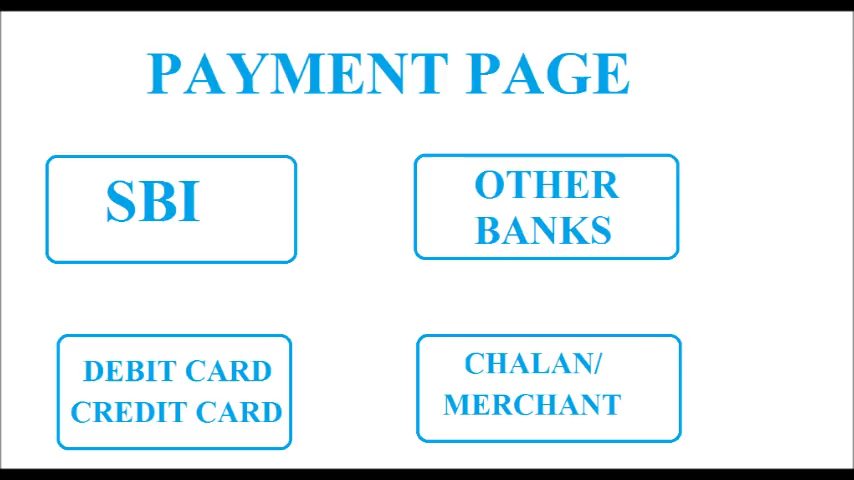 PAYMENT PAGE
SBI
OTHER
BANKS
DEBIT CARD
CREDIT CARD
CHALAN/
MERCHANT